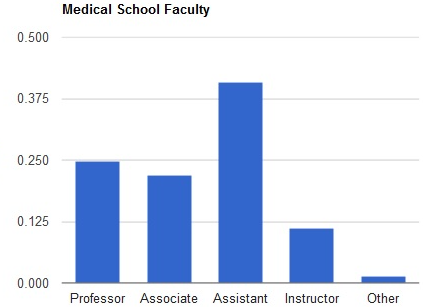 Medical School Faculty
0.500
0.375
0.250
0.125
0.000
Professor Associate Assistant Instructor Other